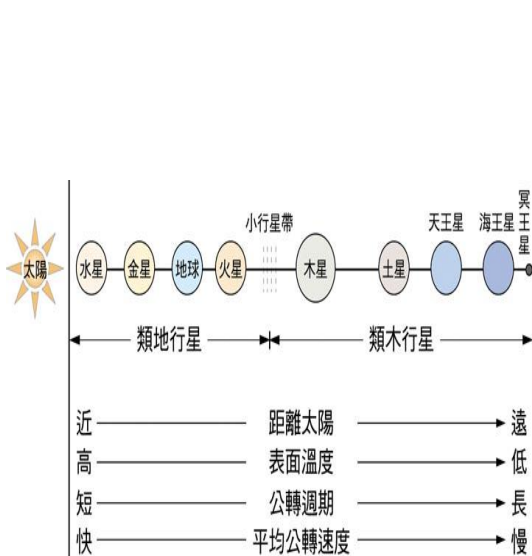 冥王星
小行星帶
天王星
海王星
太陽
水星
金星
地球
火星
木星
土星
類地行星
類木行星
近 距離太陽 遠
高 表面溫度 低
短 公轉週期 長
快 平均公轉速度 慢